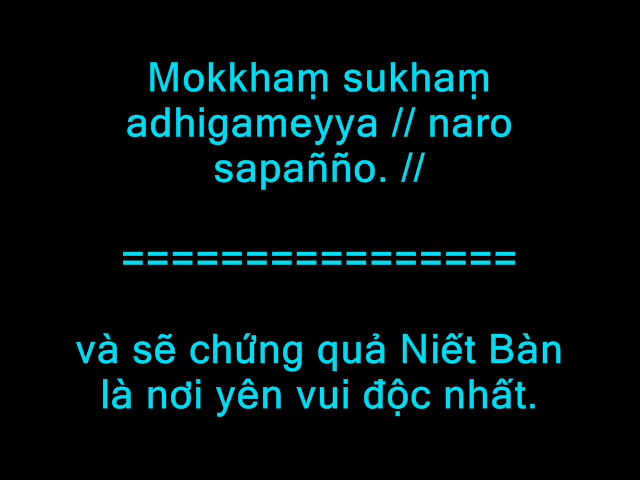 Mokkhaṃ sukhaṃ
adhigameyya // naro
sapañño. //
================
và sẽ chứng quả Niết Bàn
là nơi yên vui độc nhất.